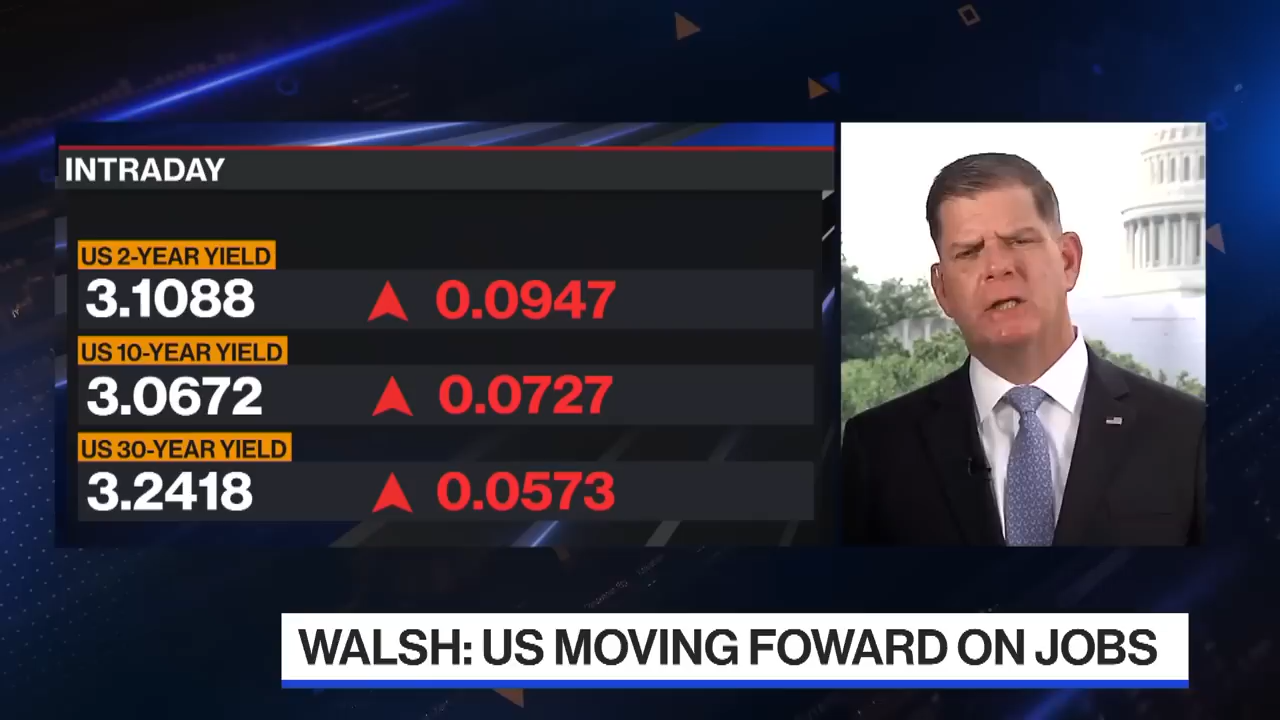 INTRADAY
US 2-YEAR YIELD
3.1088 ▲ 0.0947
US 10-YEAR YIELD
3.0672 ▲ 0.0727
US 30-YEAR YIELD
3.2418 ▲ 0.0573
WALSH: US MOVING FOWARD ON JOBS